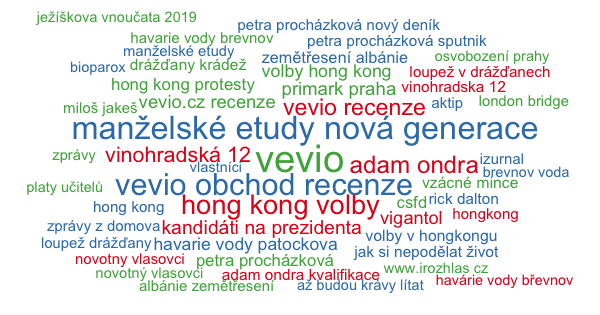 ježíškova vnoučata 2019
petra procházková nový deník
havarie vody brevnov
petra procházková sputnik
manželské etudy
zemětřesení albánie
osvobození prahy
bioparox
drážďany krádež
volby hong kong
loupež v drážďanech
hong kong protesty
primark praha
vinohradska 12
miloš jakeš
vevio.cz recenze
vevio recenze
aktip
london bridge
manželské etudy nová generace
zprávy
vinohradská 12
vevio
adam ondra
izurnal
vlastníci
brevnov voda
platy učitelů
vevio obchod recenze
vzácné mince
hong kong
hong kong volby
csfd
rick dalton
vigantol
hongkong
zprávy z domova
kandidáti na prezidenta
loupež drážďany
havarie vody patockova
volby v hongkongu
novotny vlasovci
petra procházková
jak si nepodělat život
novotný vlasovci
adam ondra kvalifikace
www.irozhlas cz
albánie zemětřesení
až budou krávy lítat
havárie vody břevnov